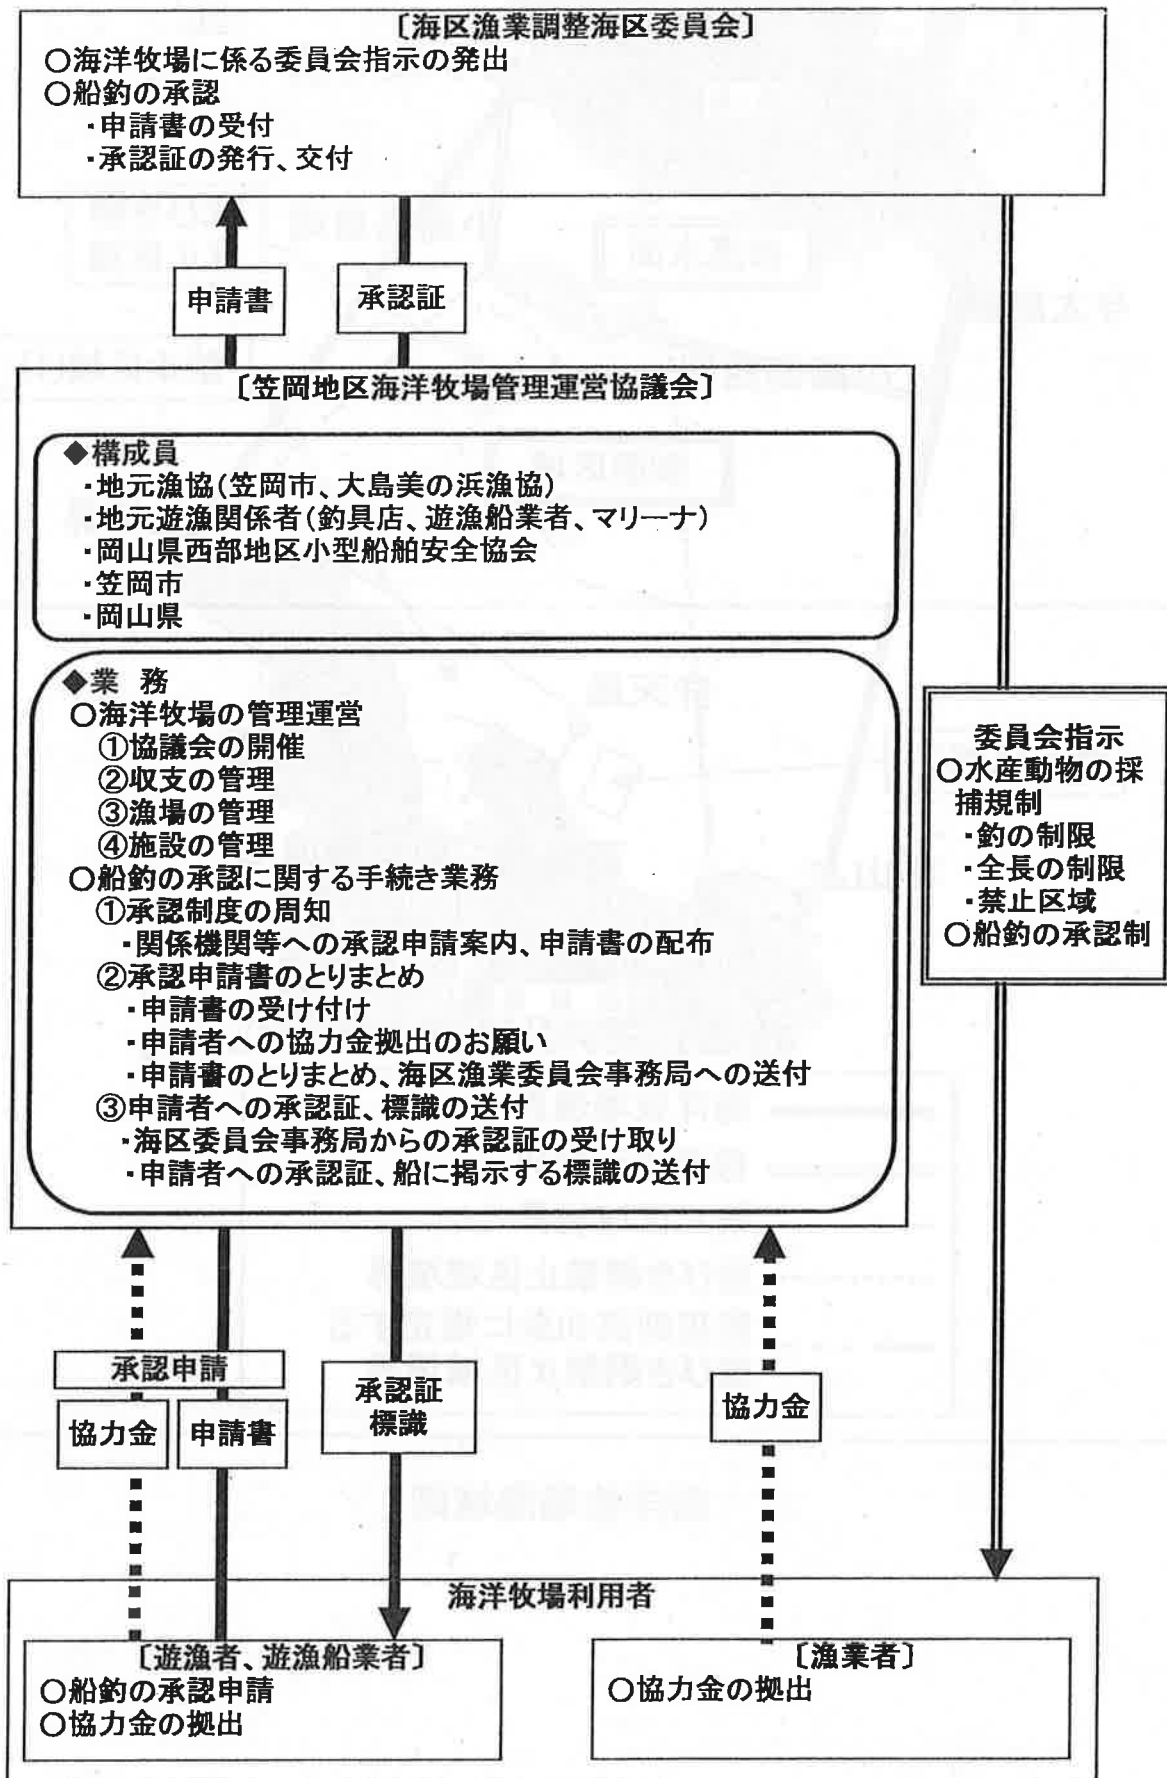 〔海区漁業調整海区委員会〕
○海洋牧場に係る委員会指示の発出
○船釣の承認
・申請書の受付
・承認証の発行、交付
申請書
承認証
〔笠岡地区海洋牧場管理運営協議会〕
◆構成員
・地元漁協(笠岡市、大島美の浜漁協)
・地元遊漁関係者(釣具店、遊漁船業者、マリーナ)
・岡山県西部地区小型船舶安全協会
・笠岡市
・岡山県
◆業 務
○海洋牧場の管理運営
①協議会の開催
②収支の管理
③漁場の管理
④施設の管理
○船釣の承認に関する手続き業務
①承認制度の周知
・関係機関等への承認申請案内、申請書の配布
②承認申請書のとりまとめ
・申請書の受け付け
・申請者への協力金拠出のお願い
・申請書のとりまとめ、海区漁業委員会事務局への送付
③申請者への承認証、標識の送付
・海区委員会事務局からの承認証の受け取り
・申請者への承認証、船に掲示する標識の送付
委員会指示
○水産動物の採
捕規制
・釣の制限
・全長の制限
・禁止区域
○船釣の承認制
承認申請
協力金
申請書
承認証
標識
協力金
海洋牧場利用者
〔遊漁者、遊漁船業者〕
○船釣の承認申請
○協力金の拠出
〔漁業者〕
○協力金の拠出